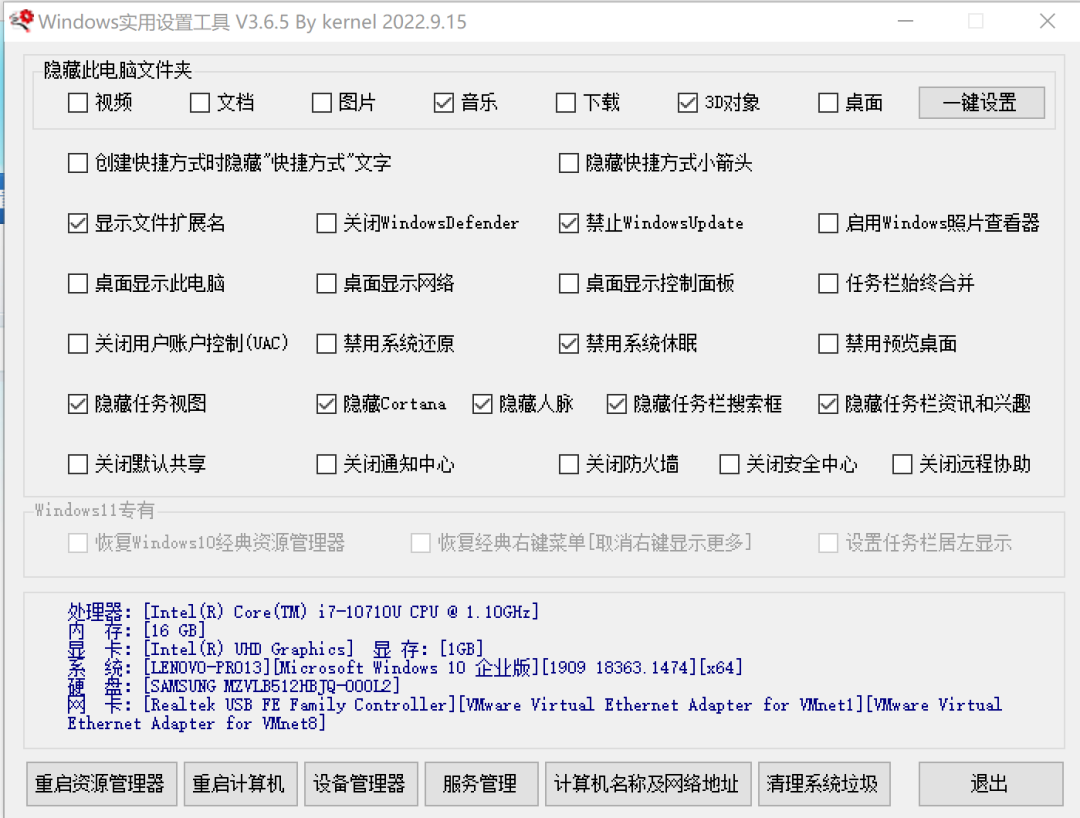 Windows实用设置工具 V3.6.5 By kernel 2022.9.15
隐藏此电脑文件夹
视频 文档 图片 音乐 下载 3D对象 桌面 一键设置
创建快捷方式时隐藏"快捷方式"文字 隐藏快捷方式小箭头
显示文件扩展名 关闭WindowsDefender 禁止WindowsUpdate 启用Windows照片查看器
桌面显示此电脑 桌面显示网络 桌面显示控制面板 任务栏始终合并
关闭用户账户控制(UAC) 禁用系统还原 禁用系统休眠 禁用预览桌面
隐藏任务视图 隐藏Cortana 隐藏人脉 隐藏任务栏搜索框 隐藏任务栏资讯和兴趣
关闭默认共享 关闭通知中心 关闭防火墙 关闭安全中心 关闭远程协助
Windows11专有
恢复Windows10经典资源管理器 恢复经典右键菜单[取消右键显示更多] 设置任务栏居左显示
处理器: [Intel(R) Core(TM) i7-10710U CPU @ 1.10GHz]
内 存: [16 GB]
显 卡: [Intel(R) UHD Graphics] 显 存: [1GB]
系 统: [LENOVO-PRO13][Microsoft Windows 10 企业版][1909 18363.1474][x64]
硬 盘: [SAMSUNG MZVLB512HBJQ-000L2]
网 卡: [Realtek USB FE Family Controller][VMware Virtual Ethernet Adapter for VMnet1][VMware Virtual
Ethernet Adapter for VMnet8]
重启资源管理器 重启计算机 设备管理器 服务管理 计算机名称及网络地址 清理系统垃圾 退出